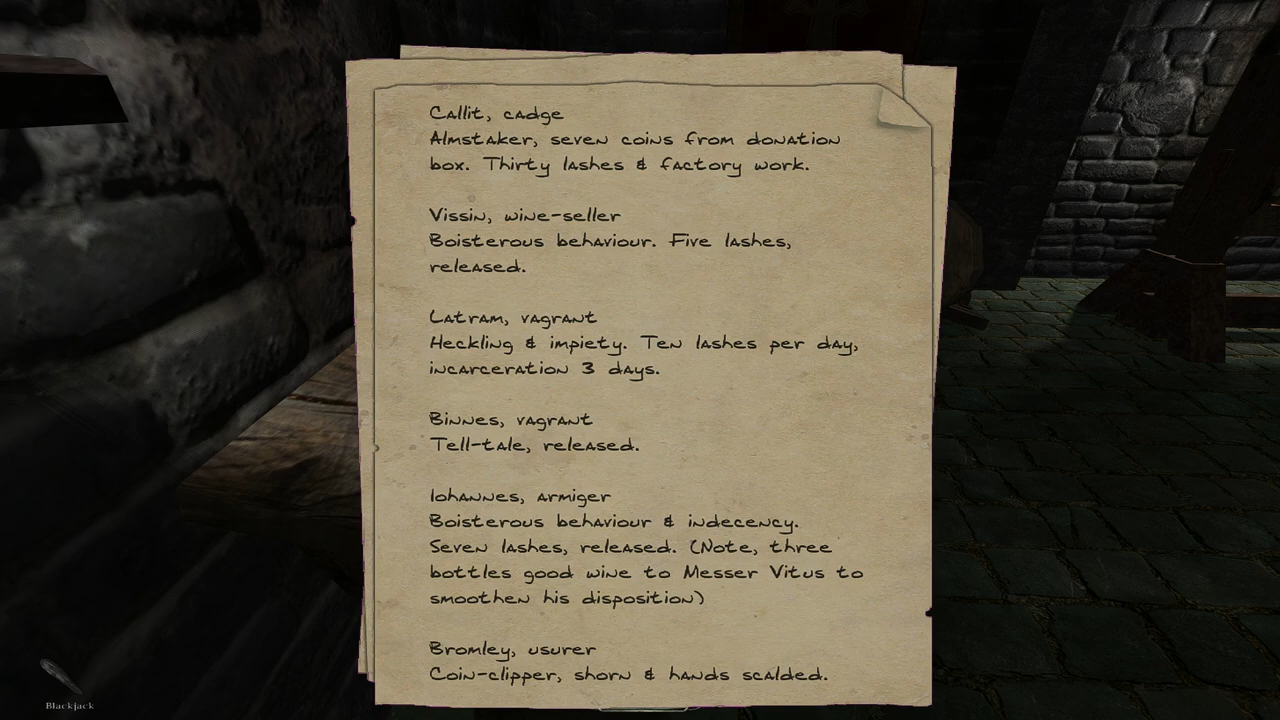 Callit, cadge
Almstaker, seven coins from donation
box. Thirty lashes & factory work.
Vissin, wine-seller
Boisterous behaviour. Five lashes,
released.
Latram, vagrant
Heckling & impiety. Ten lashes per day,
incarceration 3 days.
Binnes, vagrant
Tell-tale, released.
Iohannes, armiger
Boisterous behaviour & indecency.
Seven lashes, released. (Note, three
bottles good wine to Messer Vitus to
smoothen his disposition)
Bromley, usurer
Coin-clipper, shorn & hands scalded.
Blackjack